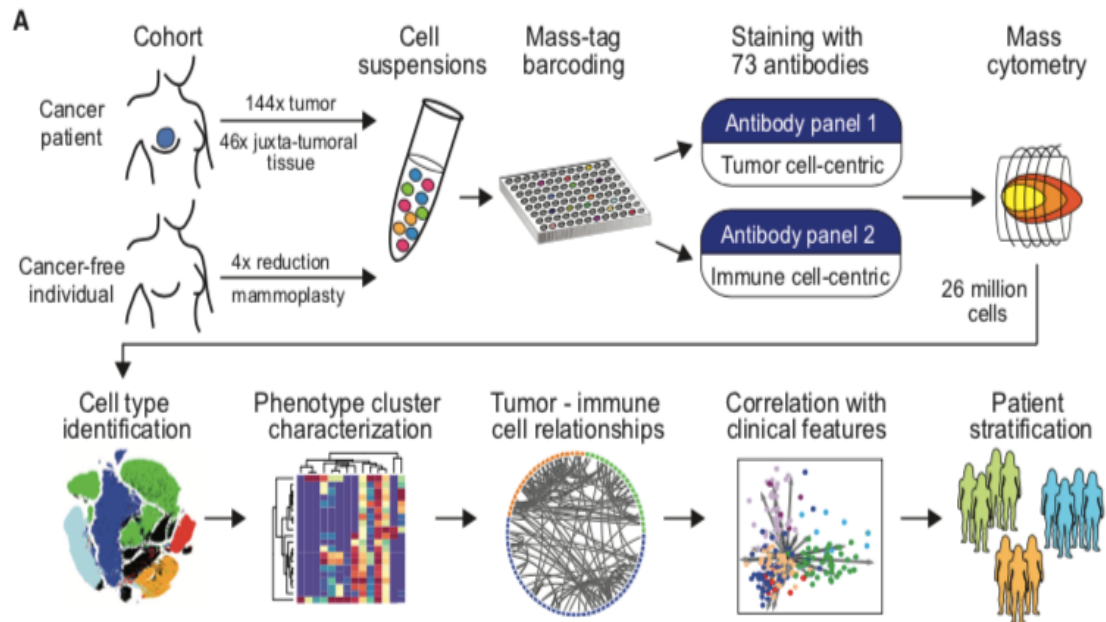 A
Cohort
Cell
suspensions
Mass-tag
barcoding
Staining with
73 antibodies
Mass
cytometry
Cancer
patient
144x tumor
46x juxta-tumoral
tissue
Antibody panel 1
Tumor cell-centric
Antibody panel 2
Immune cell-centric
Cancer-free
individual
4x reduction
mammoplasty
26 million
cells
Cell type
identification
Phenotype cluster
characterization
Tumor - immune
cell relationships
Correlation with
clinical features
Patient
stratification